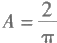 A = 2/π